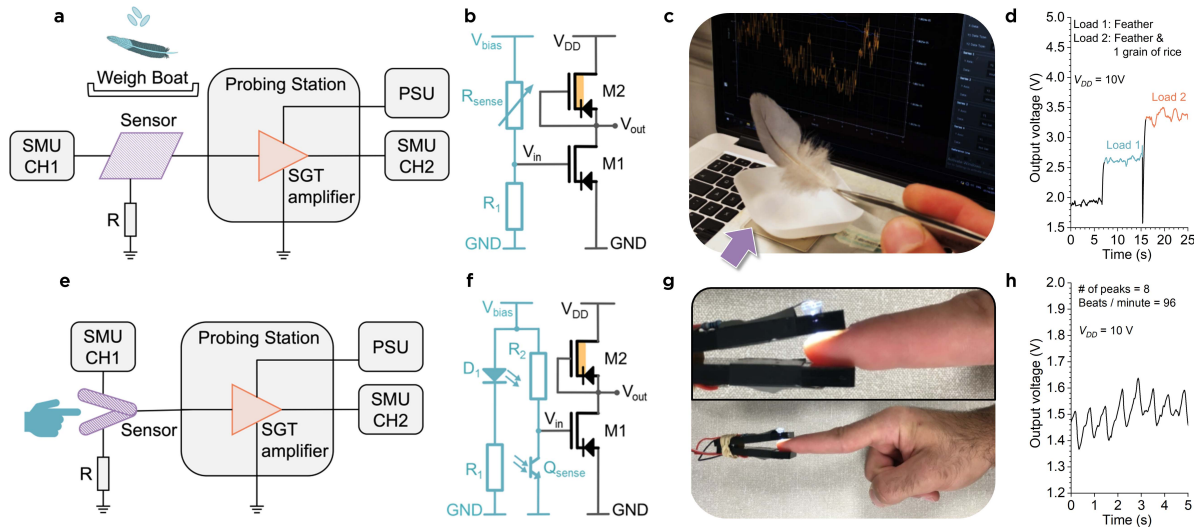 a
Weigh Boat
Sensor
SMU
CH1
R
Probing Station
SGT
amplifier
PSU
SMU
CH2
b
V_bias
V_DD
R_sense
M2
V_out
V_in
M1
R_1
GND
GND
c
d
Load 1: Feather
Load 2: Feather &
1 grain of rice
V_DD = 10V
Load 2
Load 1
Output voltage (V)
5.0
4.5
4.0
3.5
3.0
2.5
2.0
1.5
0 5 10 15 20 25
Time (s)
e
SMU
CH1
Sensor
R
Probing Station
SGT
amplifier
PSU
SMU
CH2
f
V_bias
V_DD
R_2
M2
D_1
V_out
V_in
M1
R_1
Q_sense
GND
GND
g
h
# of peaks = 8
Beats / minute = 96
V_DD = 10 V
Output voltage (V)
2.0
1.9
1.8
1.7
1.6
1.5
1.4
1.3
1.2
0 1 2 3 4 5
Time (s)